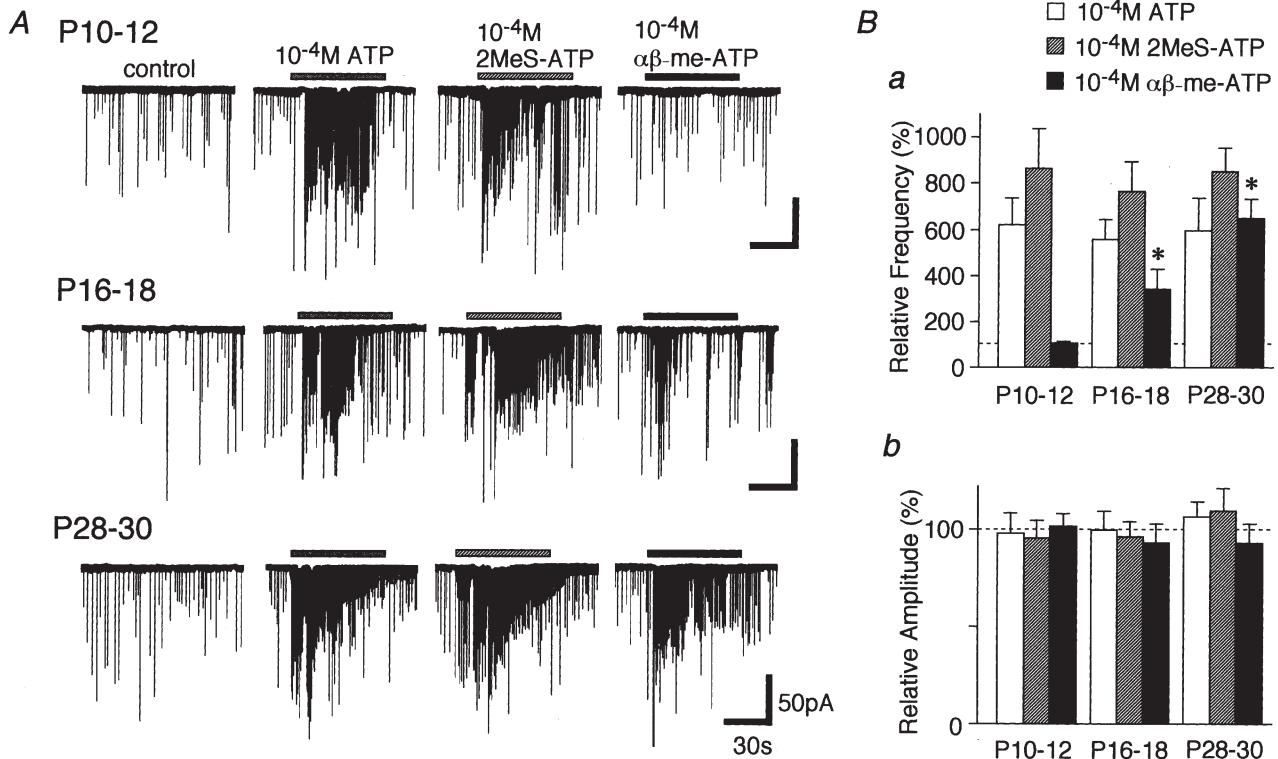 A
P10-12
control
10-4M ATP
10-4M
2MeS-ATP
10-4M
αβ-me-ATP
P16-18
P28-30
50pA
30s
B
10-4M ATP
10-4M 2MeS-ATP
10-4M αβ-me-ATP
a
Relative Frequency (%)
1000
800
600
400
200
0
*
*
P10-12 P16-18 P28-30
b
Relative Amplitude (%)
100
0
P10-12 P16-18 P28-30